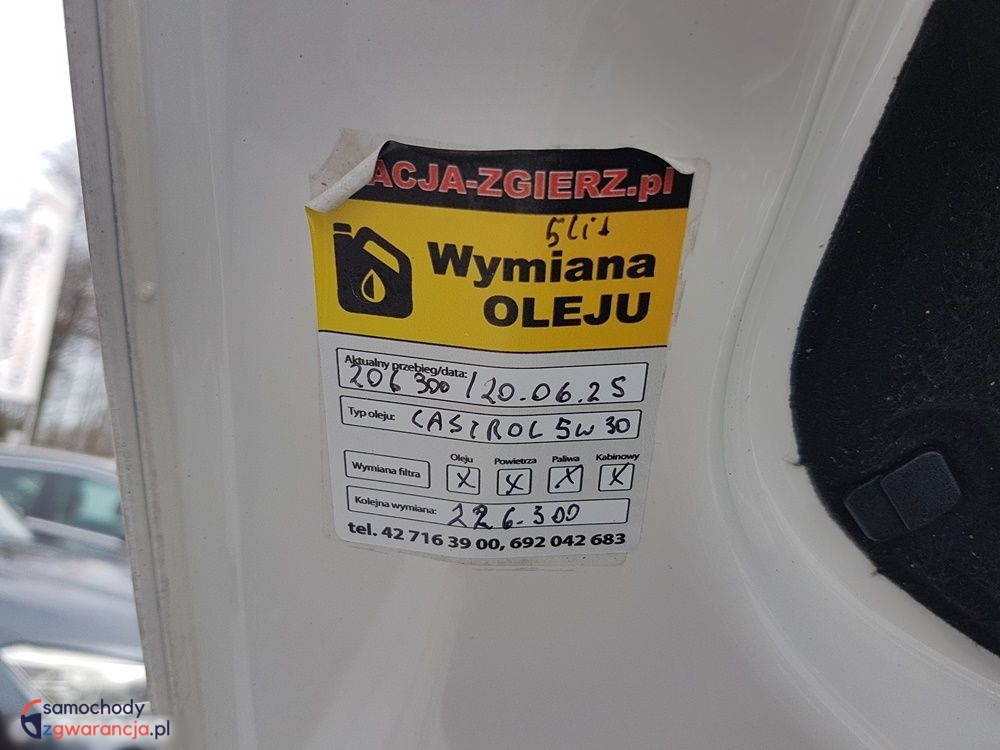 ACJA-ZGIERZ.pl
5lit
Wymiana
OLEJU
Aktualny przebieg/data:
206 300 / 20.06.25
Typ oleju: CASTROL 5W30
Oleju Powietrza Paliwa Kabinowy
Wymiana filtra X X X X
Kolejna wymiana: 226.300
tel. 42 716 39 00, 692 042 683
samochody
zgwarancja.pl